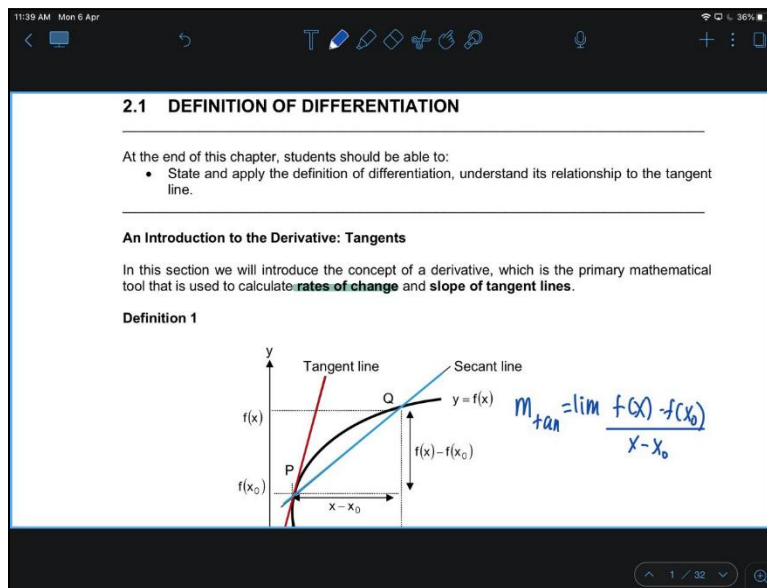 11:39 AM Mon 6 Apr
36%
2.1 DEFINITION OF DIFFERENTIATION
At the end of this chapter, students should be able to:
• State and apply the definition of differentiation, understand its relationship to the tangent
line.
An Introduction to the Derivative: Tangents
In this section we will introduce the concept of a derivative, which is the primary mathematical
tool that is used to calculate rates of change and slope of tangent lines.
Definition 1
y
Tangent line
Secant line
Q
y = f(x)
f(x)
f(x) – f(x₀)
P
f(x₀)
x – x₀
m_tan = lim f(x) - f(x₀)
x - x₀
1 / 32